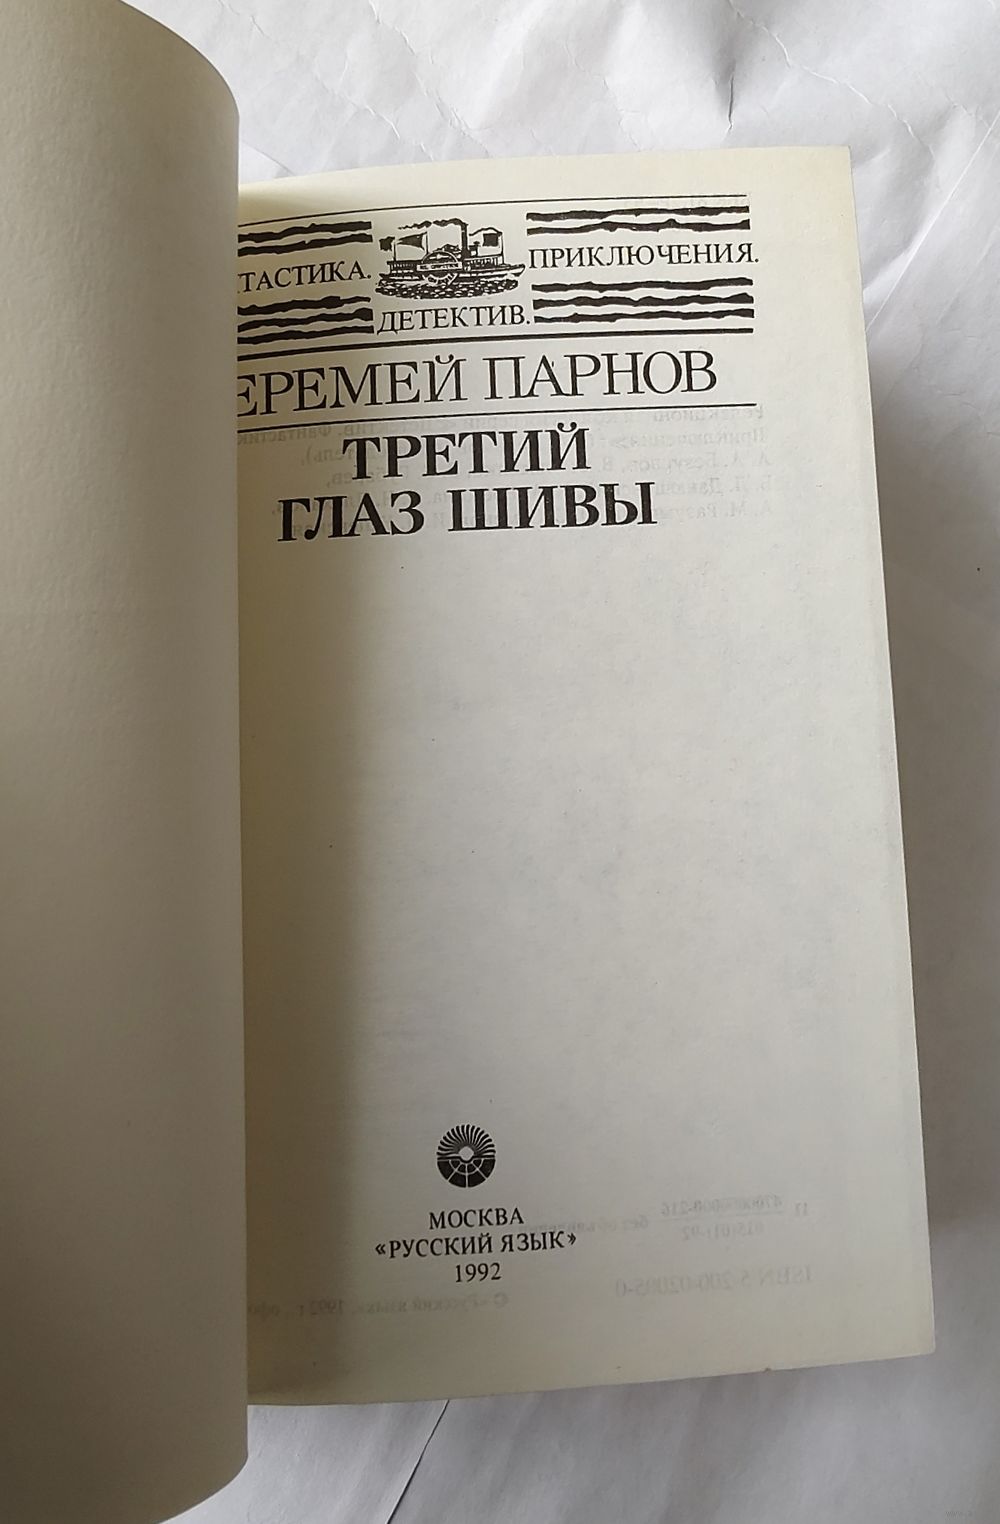 ТАСТИКА.
ПРИКЛЮЧЕНИЯ.
ДЕТЕКТИВ.
ЕРЕМЕЙ ПАРНОВ
ТРЕТИЙ
ГЛАЗ ШИВЫ
МОСКВА
«РУССКИЙ ЯЗЫК»
1992